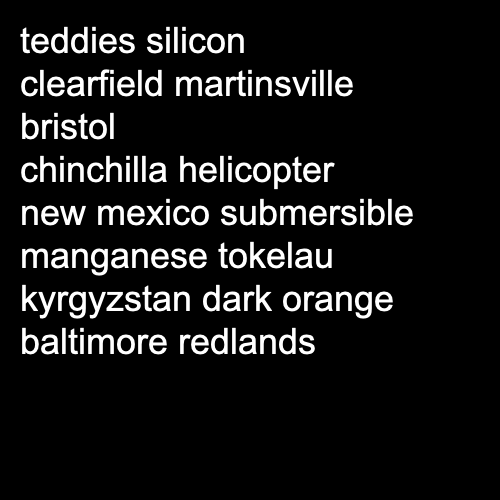 teddies silicon
clearfield martinsville
bristol
chinchilla helicopter
new mexico submersible
manganese tokelau
kyrgyzstan dark orange
baltimore redlands